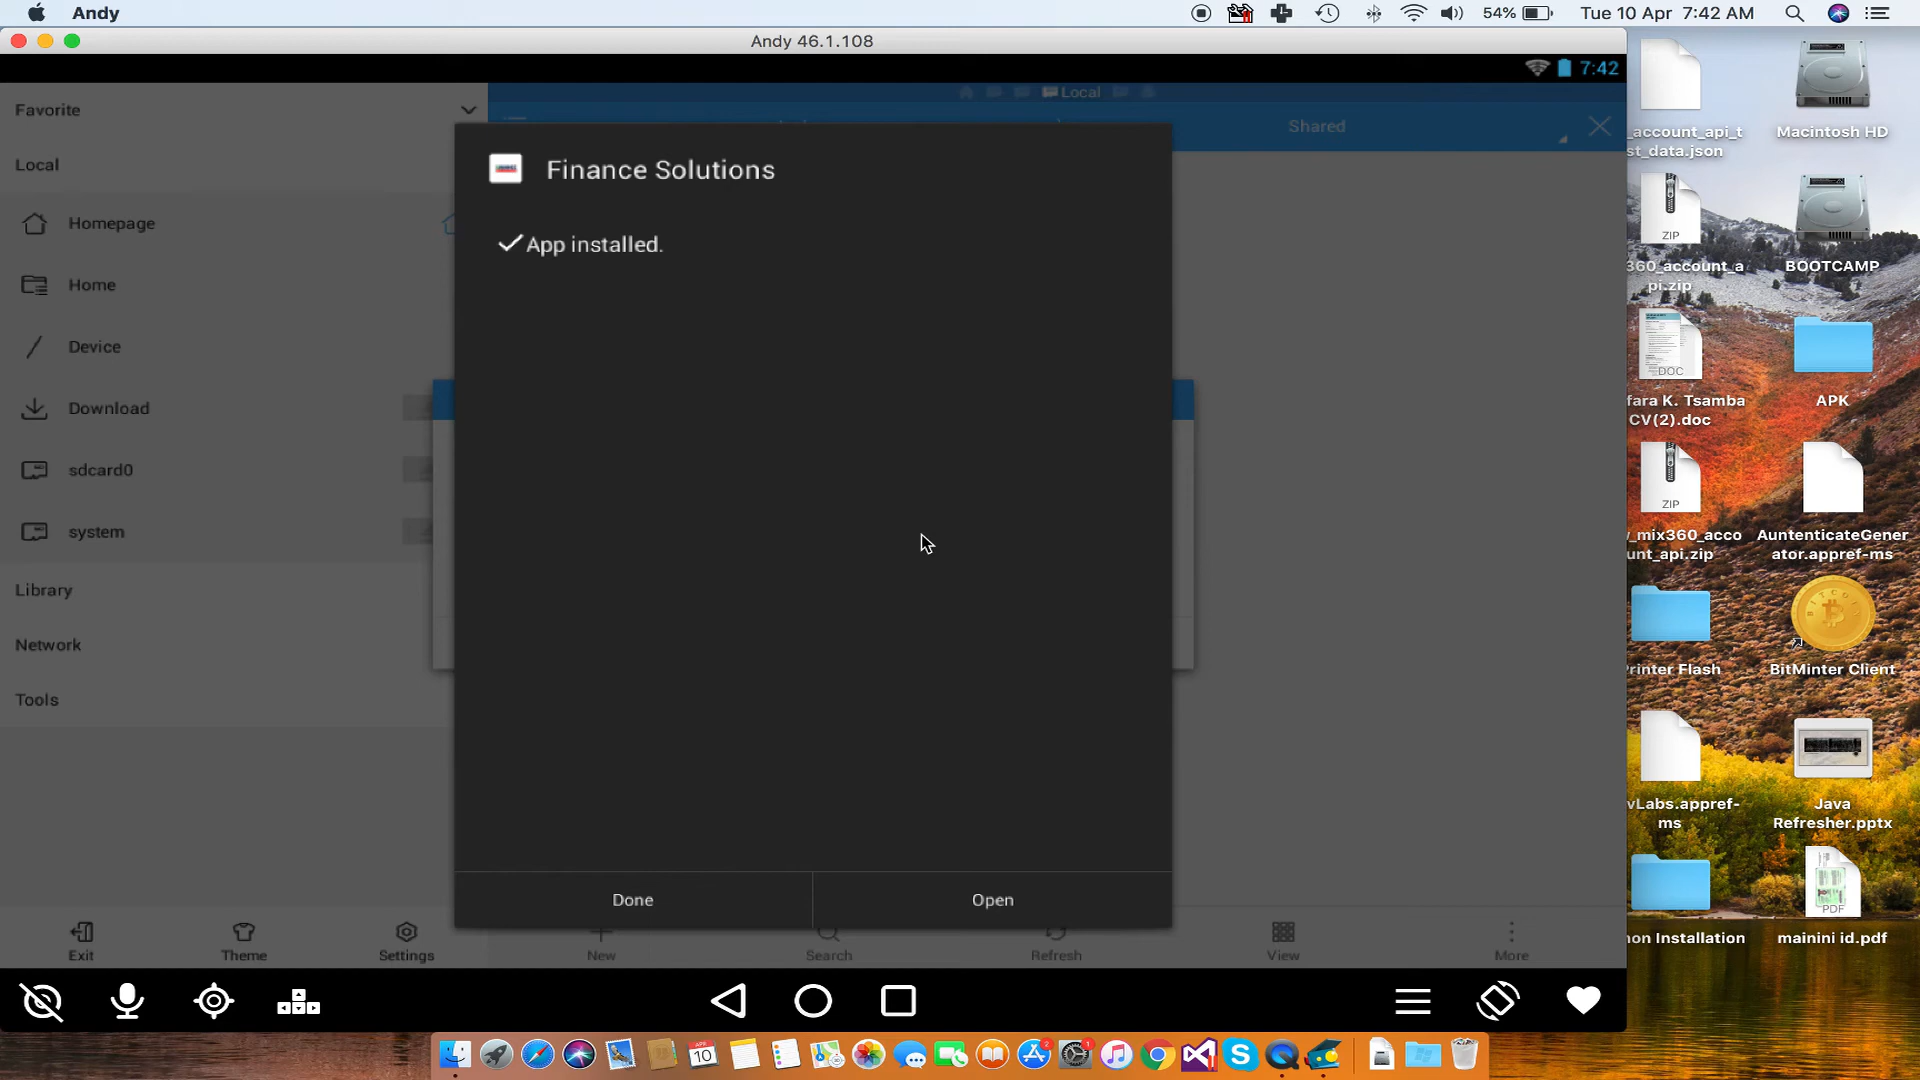 Andy
54%
Tue 10 Apr 7:42 AM
Andy 46.1.108
7:42
Favorite
Local
Homepage
Home
Device
Download
sdcard0
system
Library
Network
Tools
Local
Shared
Finance Solutions
App installed.
Done
Open
Exit
Theme
Settings
New
Search
Refresh
View
More
_account_api_t
st_data.json
Macintosh HD
ZIP
360_account_a
pi.zip
BOOTCAMP
DOC
fara K. Tsamba
CV(2).doc
APK
ZIP
_mix360_acco
unt_api.zip
AuntenticateGener
ator.appref-ms
rinter Flash
BitMinter Client
vLabs.appref-
ms
Java
Refresher.pptx
PDF
on Installation
mainini id.pdf
APR
10
2
1